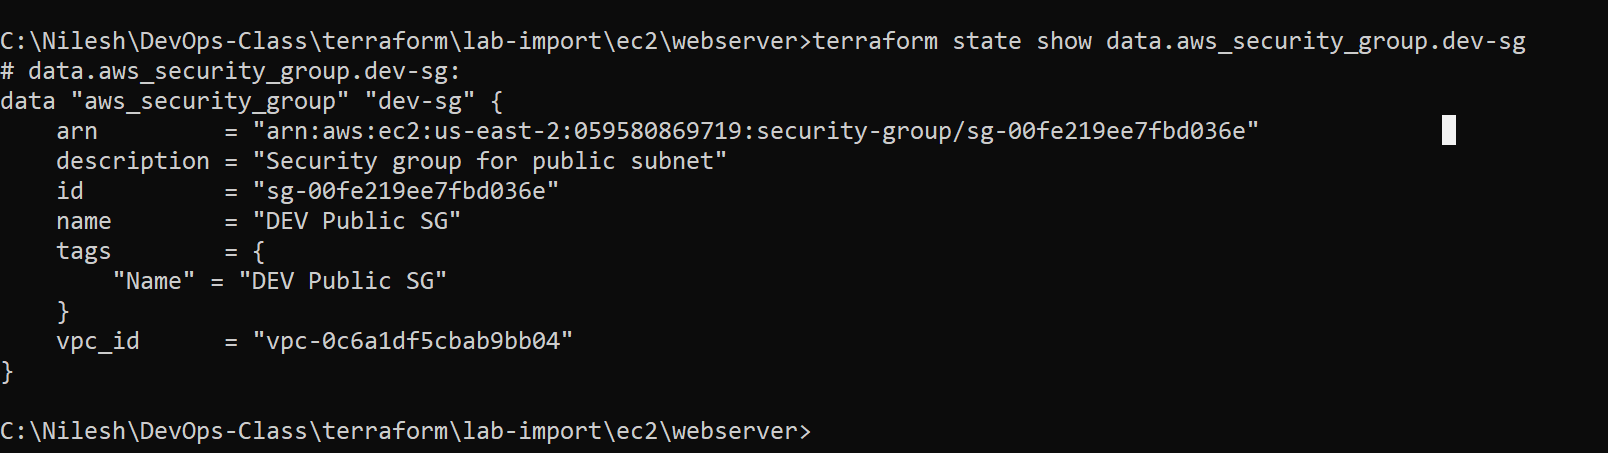 C:\Nilesh\DevOps-Class\terraform\lab-import\ec2\webserver>terraform state show data.aws_security_group.dev-sg
# data.aws_security_group.dev-sg:
data "aws_security_group" "dev-sg" {
    arn         = "arn:aws:ec2:us-east-2:059580869719:security-group/sg-00fe219ee7fbd036e"
    description = "Security group for public subnet"
    id          = "sg-00fe219ee7fbd036e"
    name        = "DEV Public SG"
    tags        = {
        "Name" = "DEV Public SG"
    }
    vpc_id      = "vpc-0c6a1df5cbab9bb04"
}
C:\Nilesh\DevOps-Class\terraform\lab-import\ec2\webserver>